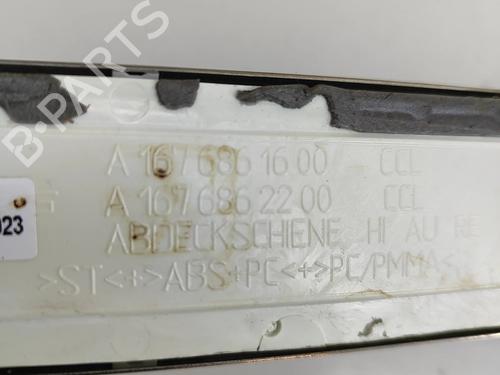 B-PARTS
A 167 686 16 00 CCL
A 167 686 22 00 CCL
023
ABDECKSCHIENE HI AU RE
>ST<+>ABS+PC<+>PC/PMMA<